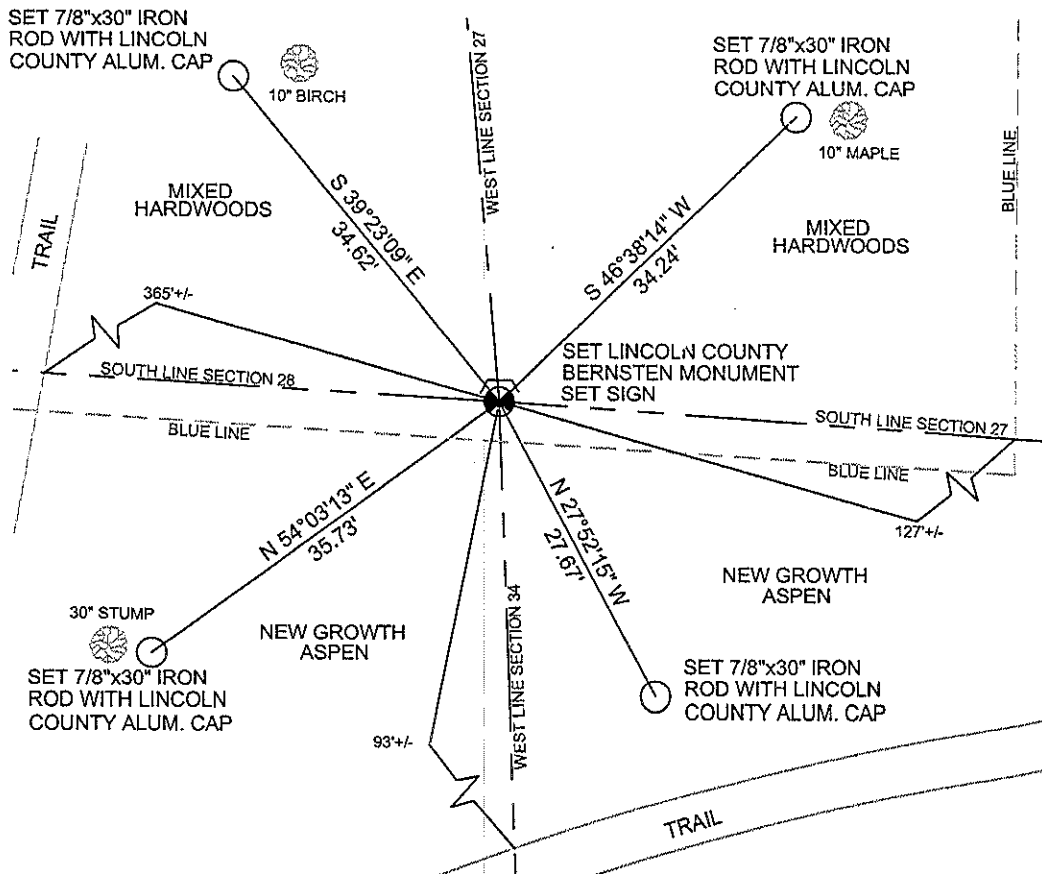 SET 7/8"x30" IRON
ROD WITH LINCOLN
COUNTY ALUM. CAP
10" BIRCH
WEST LINE SECTION 27
SET 7/8"x30" IRON
ROD WITH LINCOLN
COUNTY ALUM. CAP
10" MAPLE
BLUE LINE
TRAIL
MIXED
HARDWOODS
S 39°23'09" E
34.62'
S 46°38'14" W
34.24'
MIXED
HARDWOODS
365'+/-
SOUTH LINE SECTION 28
BLUE LINE
SET LINCOLN COUNTY
BERNSTEN MONUMENT
SET SIGN
SOUTH LINE SECTION 27
BLUE LINE
127'+/-
N 54°03'13" E
35.73'
N 27°52'15" W
27.67'
NEW GROWTH
ASPEN
30" STUMP
SET 7/8"x30" IRON
ROD WITH LINCOLN
COUNTY ALUM. CAP
NEW GROWTH
ASPEN
WEST LINE SECTION 34
93'+/-
SET 7/8"x30" IRON
ROD WITH LINCOLN
COUNTY ALUM. CAP
TRAIL